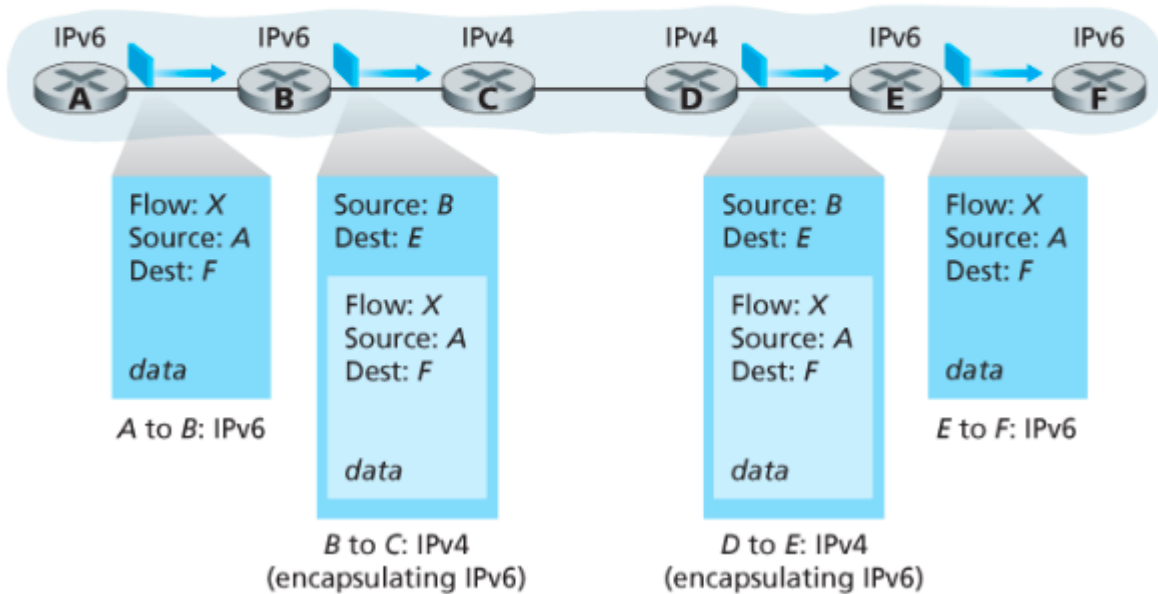 IPv6
IPv6
IPv4
IPv4
IPv6
IPv6
A
B
C
D
E
F
Flow: X
Source: A
Dest: F
data
A to B: IPv6
Source: B
Dest: E
Flow: X
Source: A
Dest: F
data
B to C: IPv4
(encapsulating IPv6)
Source: B
Dest: E
Flow: X
Source: A
Dest: F
data
D to E: IPv4
(encapsulating IPv6)
Flow: X
Source: A
Dest: F
data
E to F: IPv6